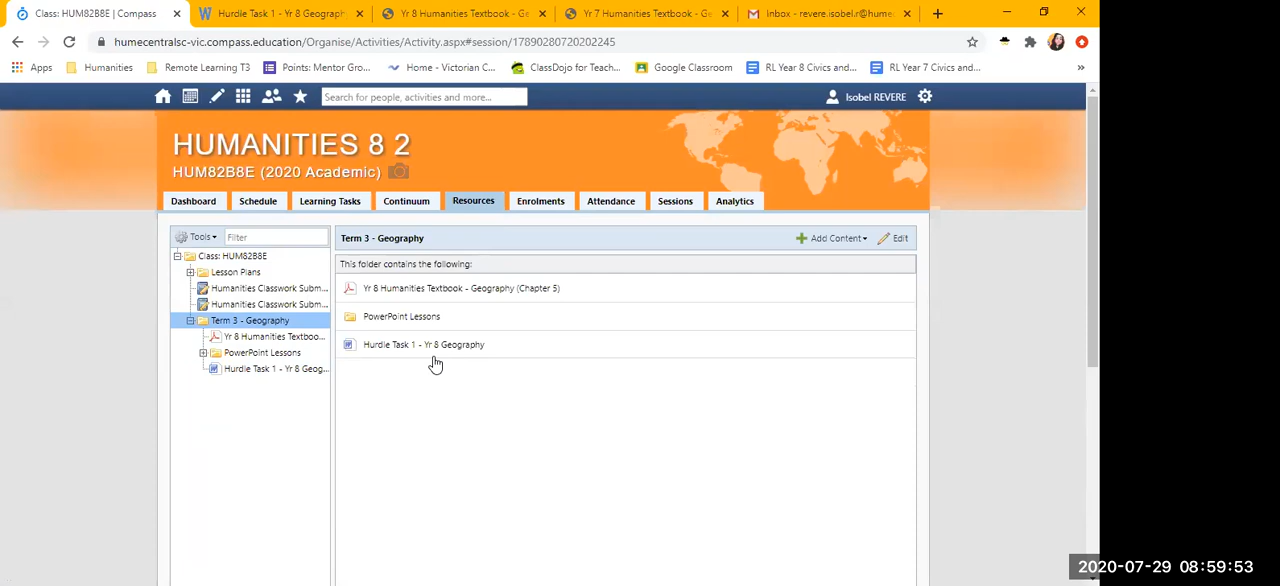 Class: HUM82B8E | Compass
Hurdle Task 1 - Yr 8 Geograph
Yr 8 Humanities Textbook - Ge
Yr 7 Humanities Textbook - Ge
Inbox - revere.isobel.r@hume
humecentralsc-vic.compass.education/Organise/Activities/Activity.aspx#session/17890280720202245
Apps
Humanities
Remote Learning T3
Points: Mentor Gro...
Home - Victorian C...
ClassDojo for Teach...
Google Classroom
RL Year 8 Civics and...
RL Year 7 Civics and...
»
Search for people, activities and more...
Isobel REVERE
HUMANITIES 8 2
HUM82B8E (2020 Academic)
Dashboard
Schedule
Learning Tasks
Continuum
Resources
Enrolments
Attendance
Sessions
Analytics
Tools
Filter
Class: HUM82B8E
Lesson Plans
Humanities Classwork Subm...
Humanities Classwork Subm...
Term 3 - Geography
Yr 8 Humanities Textboo...
PowerPoint Lessons
Hurdle Task 1 - Yr 8 Geog...
Term 3 - Geography
Add Content
Edit
This folder contains the following:
Yr 8 Humanities Textbook - Geography (Chapter 5)
PowerPoint Lessons
Hurdle Task 1 - Yr 8 Geography
2020-07-29 08:59:53